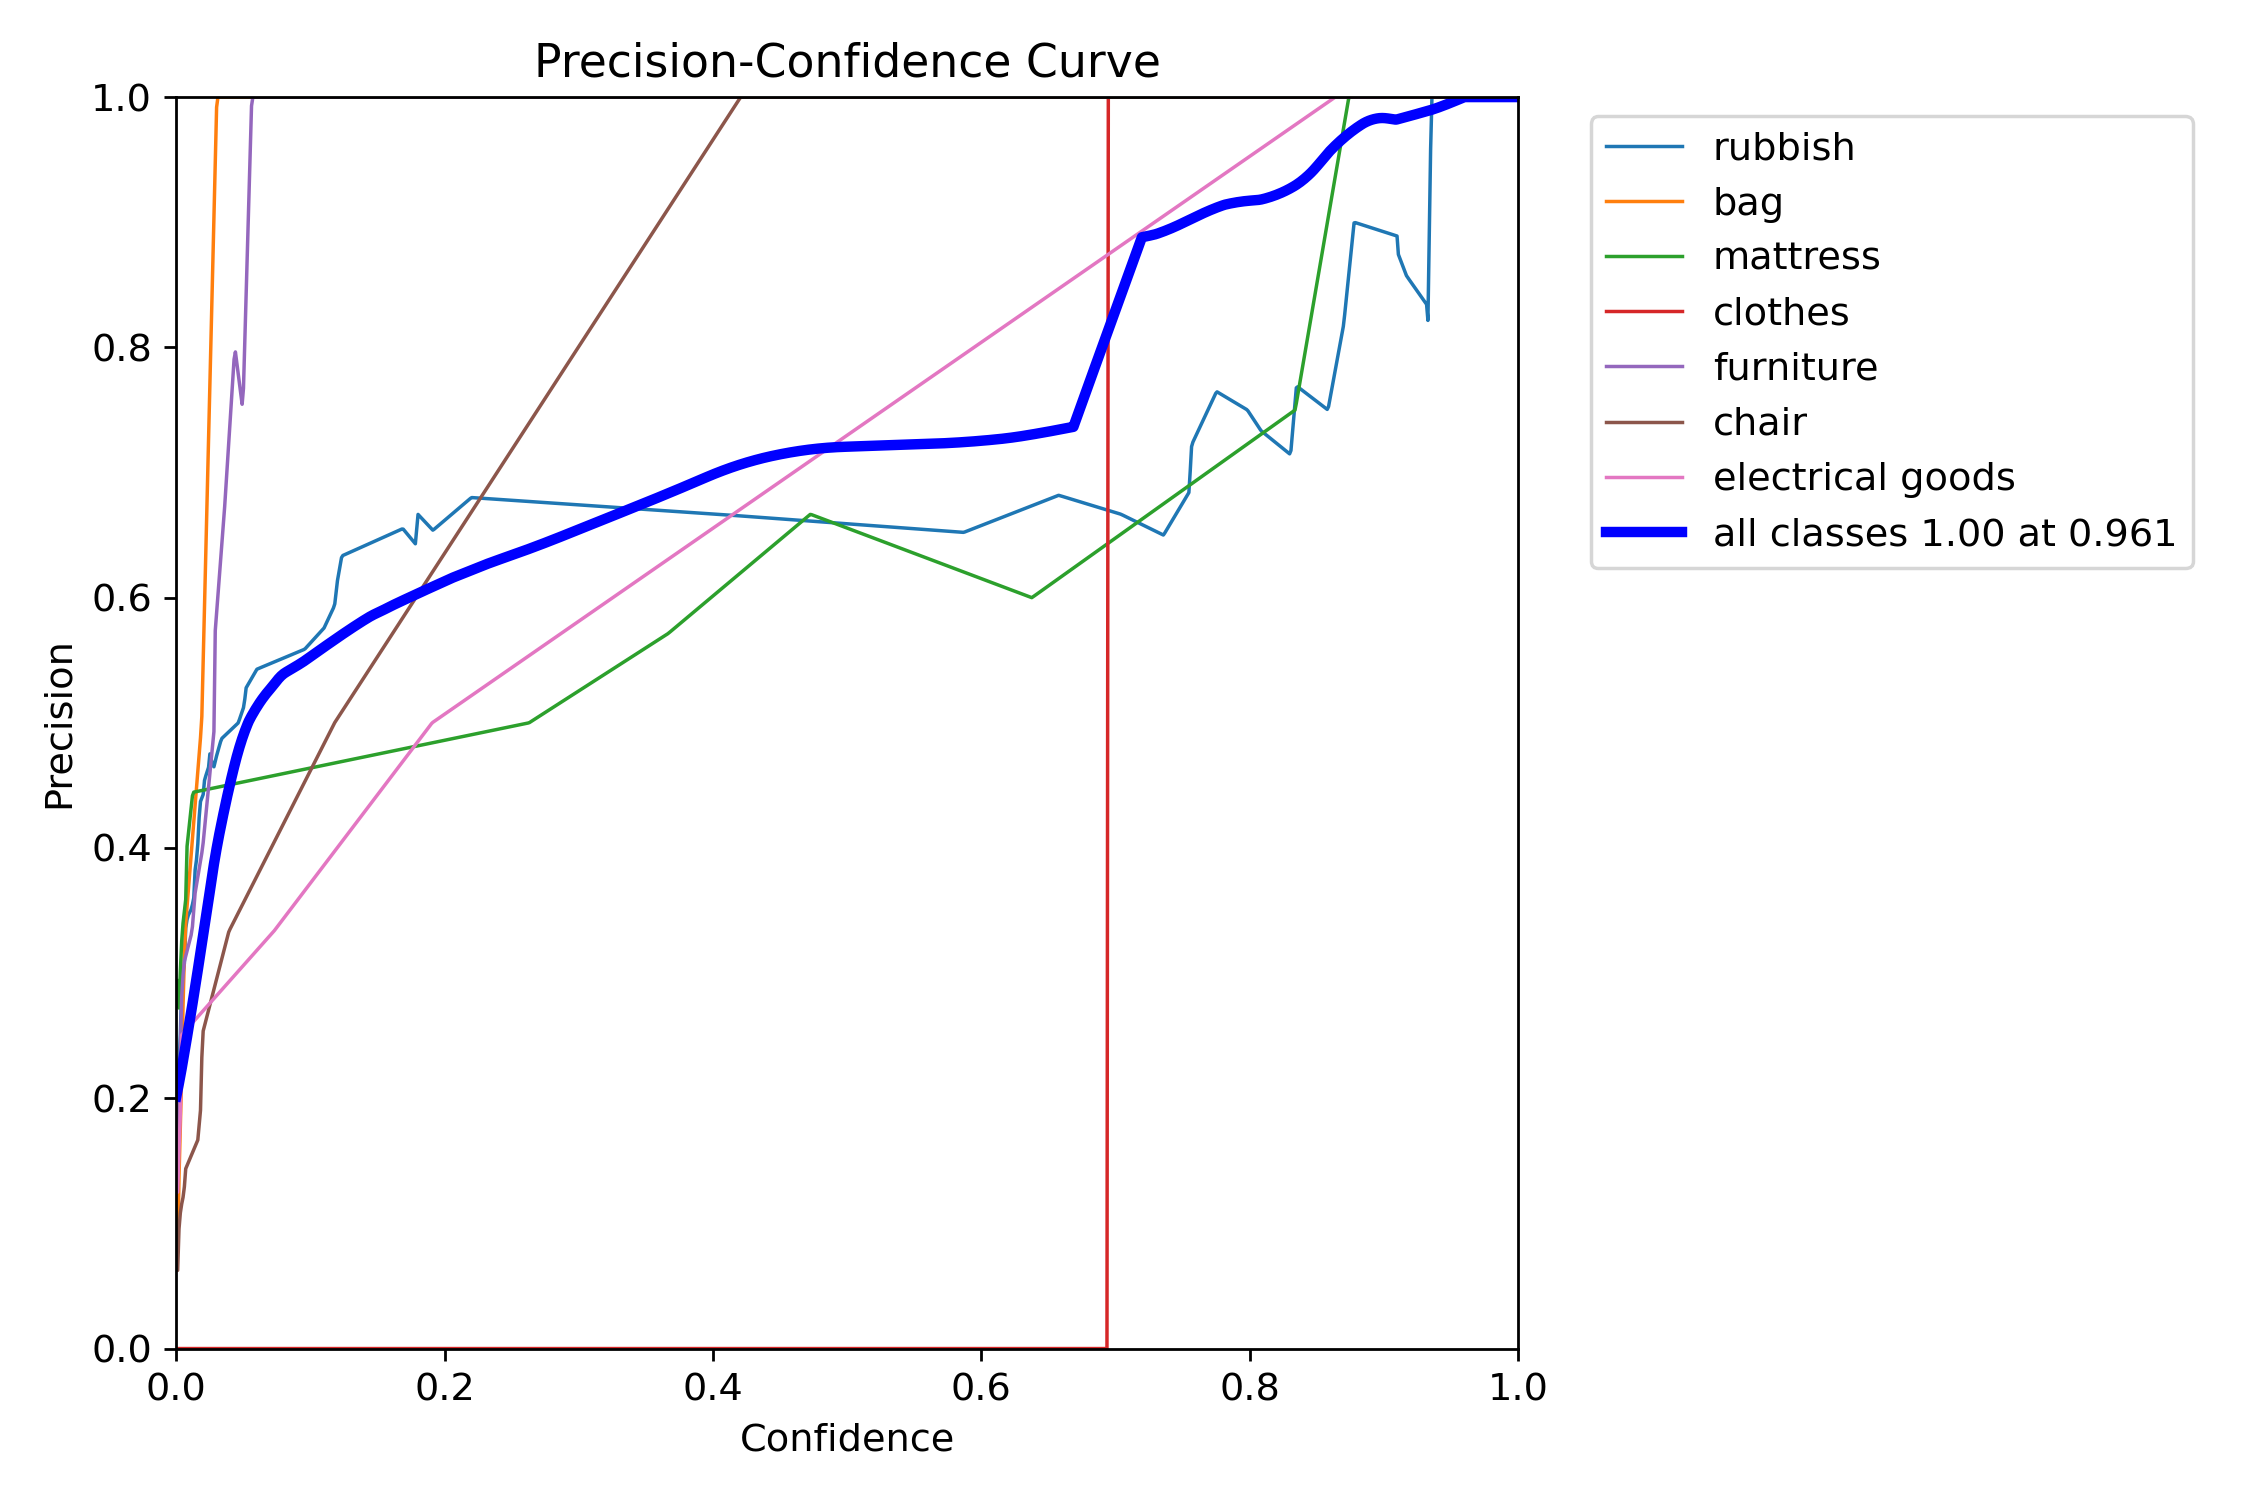 Precision-Confidence Curve
1.0
0.8
0.6
0.4
0.2
0.0
Precision
0.0 0.2 0.4 0.6 0.8 1.0
Confidence
rubbish
bag
mattress
clothes
furniture
chair
electrical goods
all classes 1.00 at 0.961